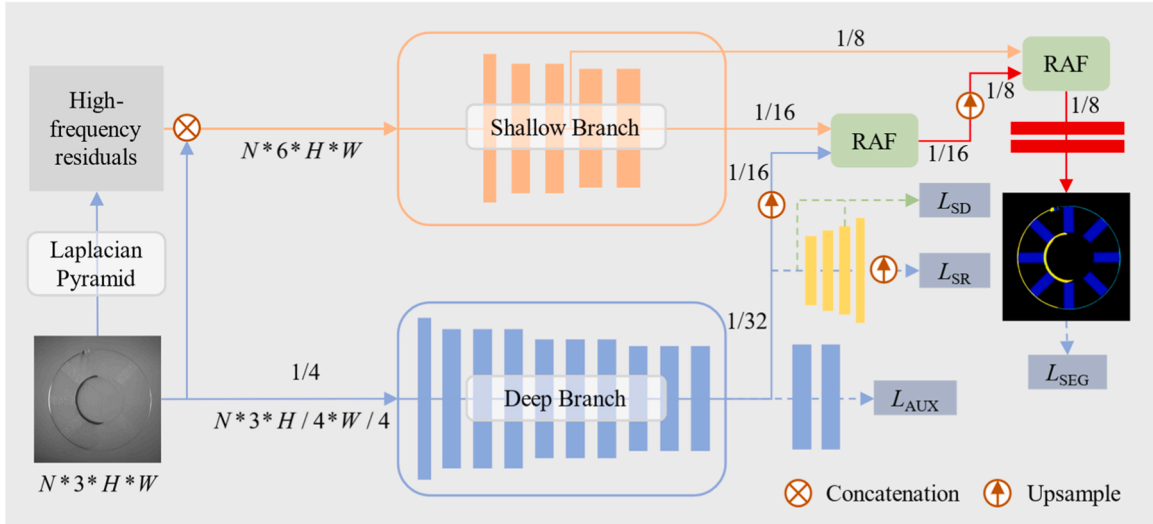 High-
frequency
residuals
Laplacian
Pyramid
N*3*H*W
N*6*H*W
1/4
N*3*H/4*W/4
Shallow Branch
Deep Branch
1/8
1/16
1/16
1/32
RAF
1/16
1/8
RAF
1/8
L_SD
L_SR
L_AUX
L_SEG
Concatenation
Upsample